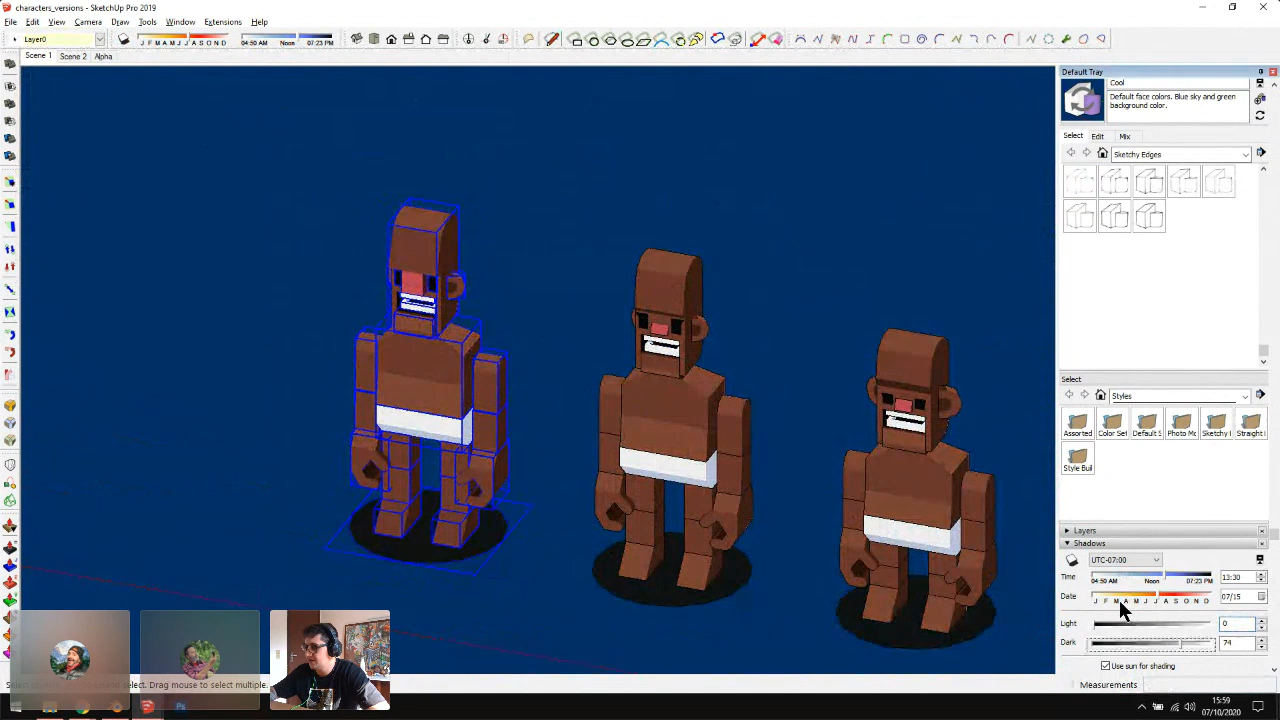 characters_versions - SketchUp Pro 2019
File Edit View Camera Draw Tools Window Extensions Help
Layer0
J F M A M J J A S O N D
04:50 AM Noon 07:23 PM
Scene 1 Scene 2 Alpha
Default Tray
Cool
Default face colors. Blue sky and green
background color.
Select Edit Mix
Sketchy Edges
Select
Styles
Assorted Color Set Default S Photo Mo Sketchy Straight
Style Buil
Layers
Shadows
UTC-07:00
Time 04:50 AM Noon 07:23 PM 13:30
Date J F M A M J J A S O N D 07/15
Light 0
Dark 74
Use sun for shading
Drag mouse to select multiple.
Measurements
15:59
07/10/2020